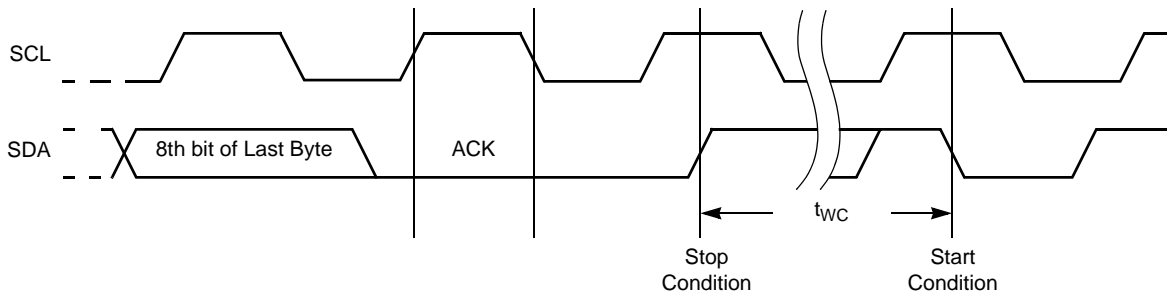 SCL
SDA
8th bit of Last Byte
ACK
tWC
Stop
Condition
Start
Condition